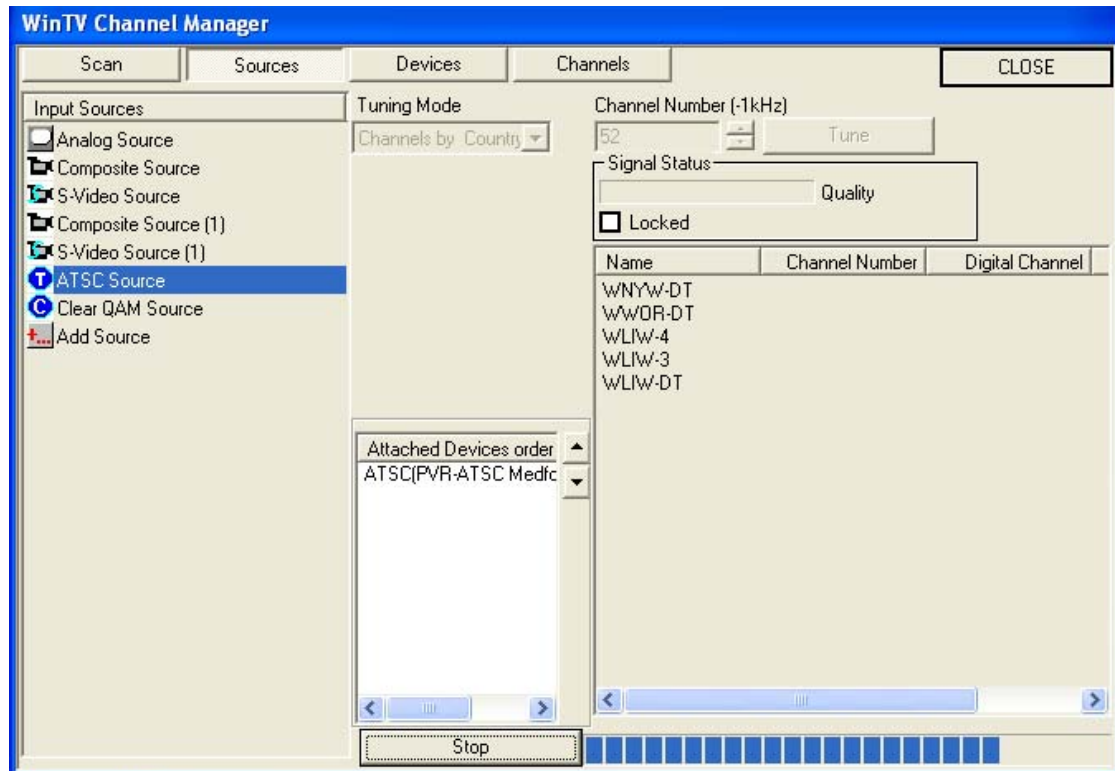 WinTV Channel Manager
Scan
Sources
Devices
Channels
CLOSE
Input Sources
Analog Source
Composite Source
S-Video Source
Composite Source (1)
S-Video Source (1)
ATSC Source
Clear QAM Source
Add Source
Tuning Mode
Channels by Country
Attached Devices order
ATSC(PVR-ATSC Medfc
Stop
Channel Number (-1kHz)
52
Tune
Signal Status
Quality
Locked
Name Channel Number Digital Channel
WNYW-DT
WWOR-DT
WLIW-4
WLIW-3
WLIW-DT